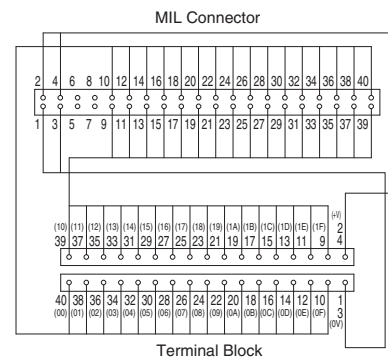 MIL Connector
2 4 6 8 10 12 14 16 18 20 22 24 26 28 30 32 34 36 38 40
1 3 5 7 9 11 13 15 17 19 21 23 25 27 29 31 33 35 37 39
(10) (11) (12) (13) (14) (15) (16) (17) (18) (19) (1A) (1B) (1C) (1D) (1E) (1F) (+V) 2
39 37 35 33 31 29 27 25 23 21 19 17 15 13 11 9 4
40 38 36 34 32 30 28 26 24 22 20 18 16 14 12 10 1
(00) (01) (02) (03) (04) (05) (06) (07) (08) (09) (0A) (0B) (0C) (0D) (0E) (0F) 3
(0V)
Terminal Block